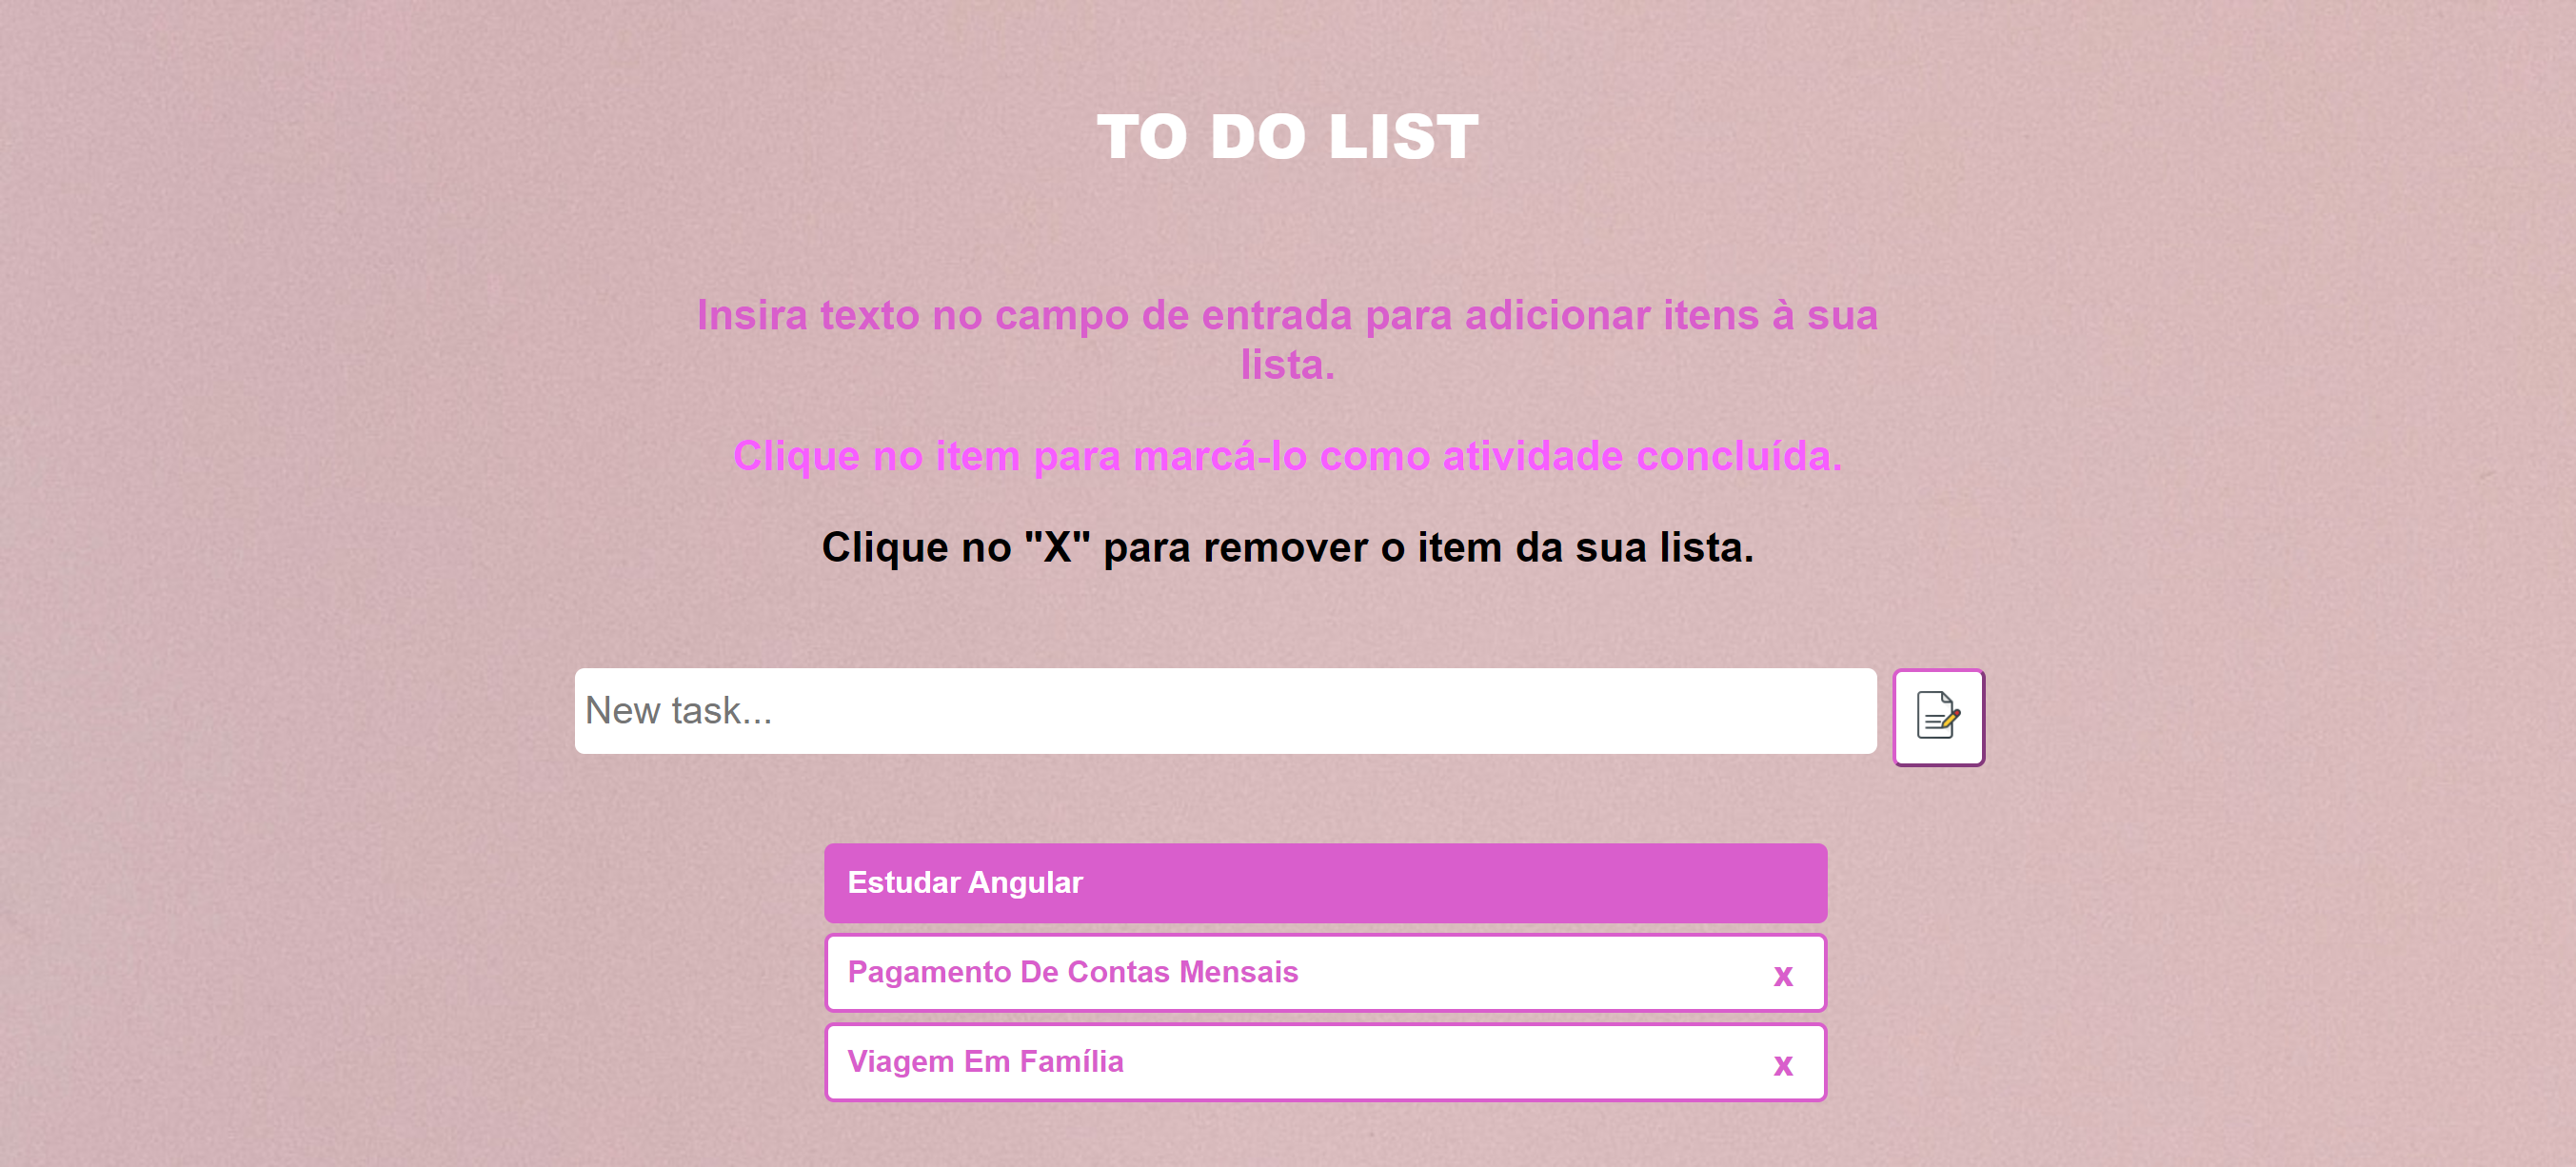 TO DO LIST
Insira texto no campo de entrada para adicionar itens à sua
lista.
Clique no item para marcá-lo como atividade concluída.
Clique no "X" para remover o item da sua lista.
New task...
Estudar Angular
Pagamento De Contas Mensais x
Viagem Em Família x